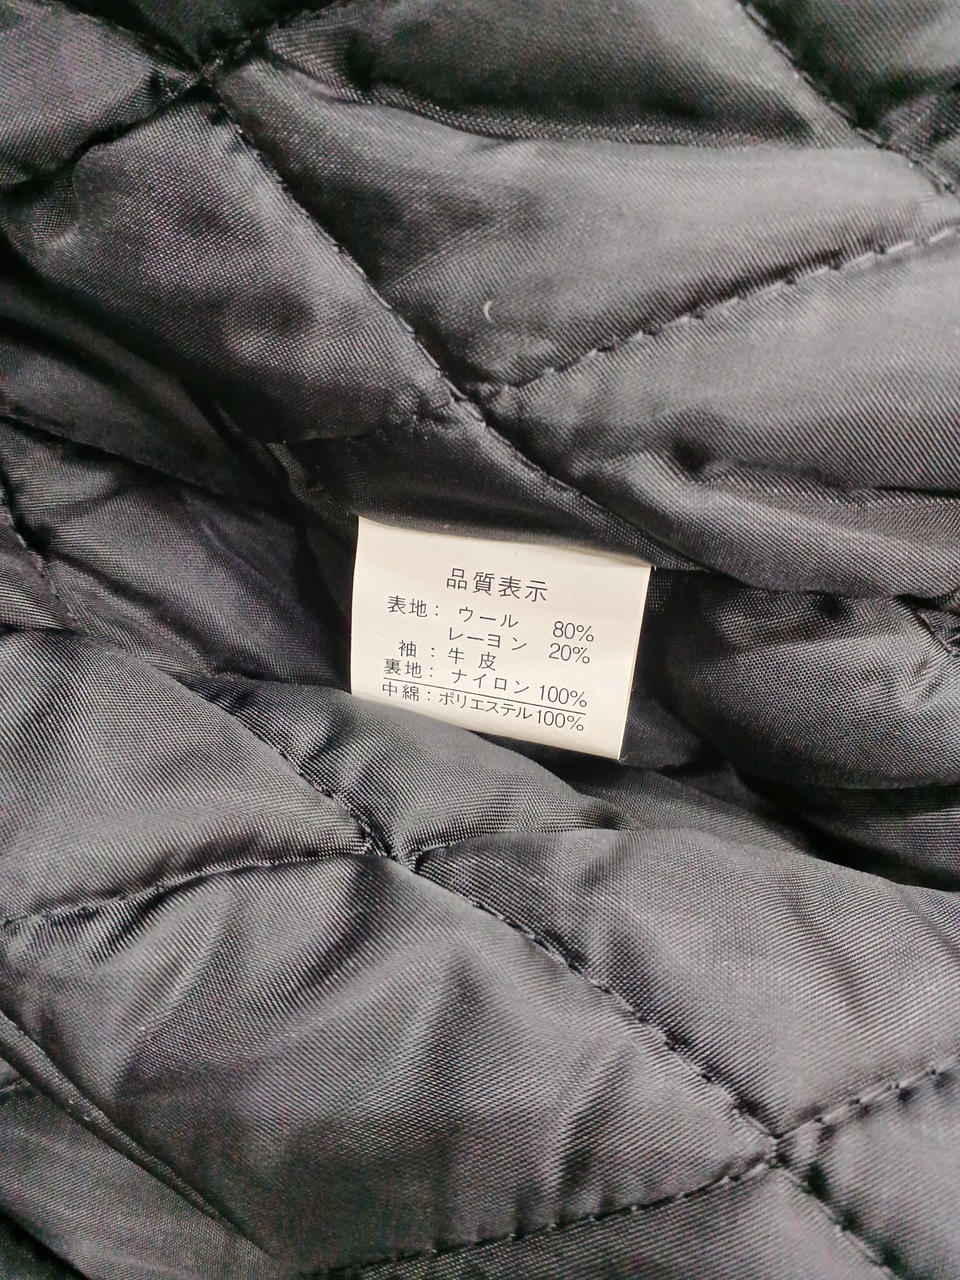 品質表示
表地： ウール 80%
レーヨン 20%
袖：牛皮
裏地：ナイロン 100%
中綿：ポリエステル100%